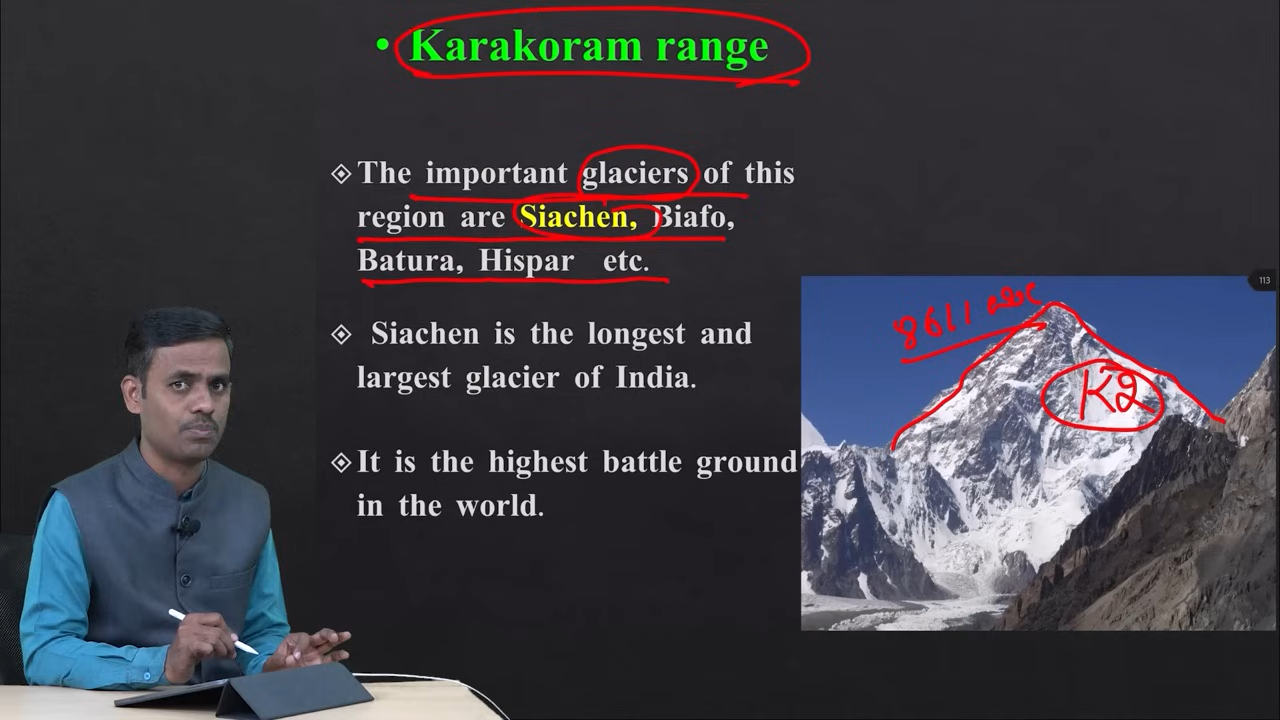 • Karakoram range
The important glaciers of this
region are Siachen, Biafo,
Batura, Hispar etc.
Siachen is the longest and
largest glacier of India.
It is the highest battle ground
in the world.
113
8611
K2